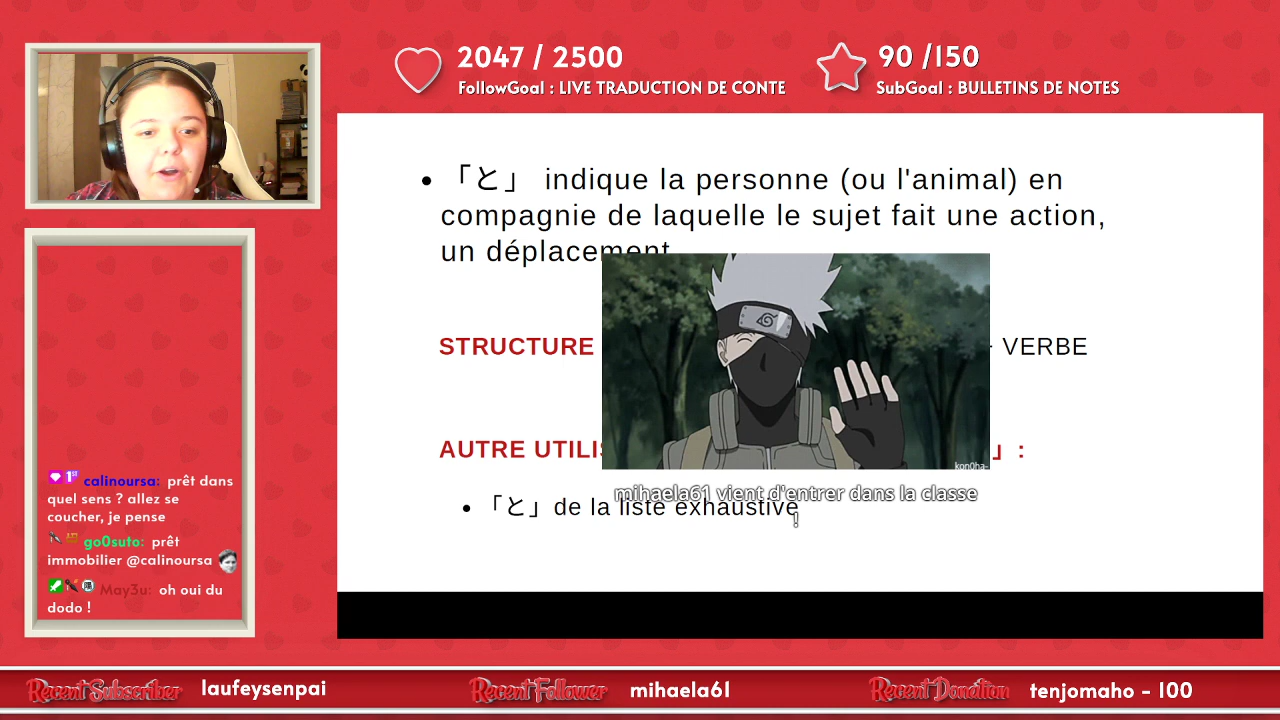 2047 / 2500
FollowGoal : LIVE TRADUCTION DE CONTE
90 /150
SubGoal : BULLETINS DE NOTES
• 「と」 indique la personne (ou l'animal) en
compagnie de laquelle le sujet fait une action,
un déplacement
STRUCTURE
VERBE
AUTRE UTILIS
」 :
kon0ha-
mihaela61 vient d'entrer dans la classe
!
• 「と」de la liste exhaustive
1st calinoursa: prêt dans
quel sens ? allez se
coucher, je pense
go0suto: prêt
immobilier @calinoursa
May3u: oh oui du
dodo !
Recent Subscriber laufeysenpai
Recent Follower mihaela61
Recent Donation tenjomaho - 100